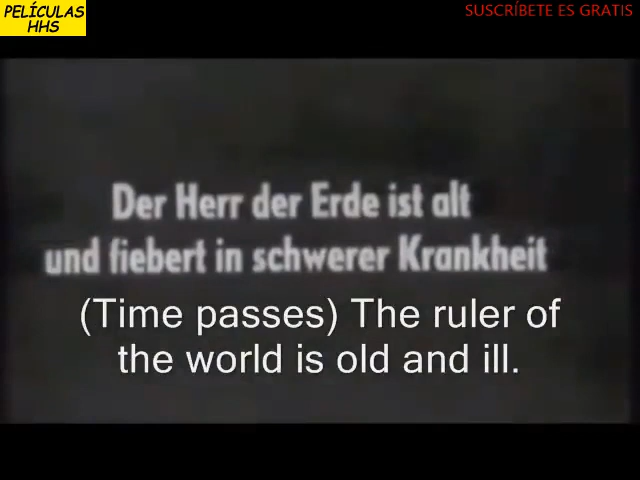 PELÍCULAS
HHS
SUSCRÍBETE ES GRATIS
Der Herr der Erde ist alt
und fiebert in schwerer Krankheit
(Time passes) The ruler of
the world is old and ill.